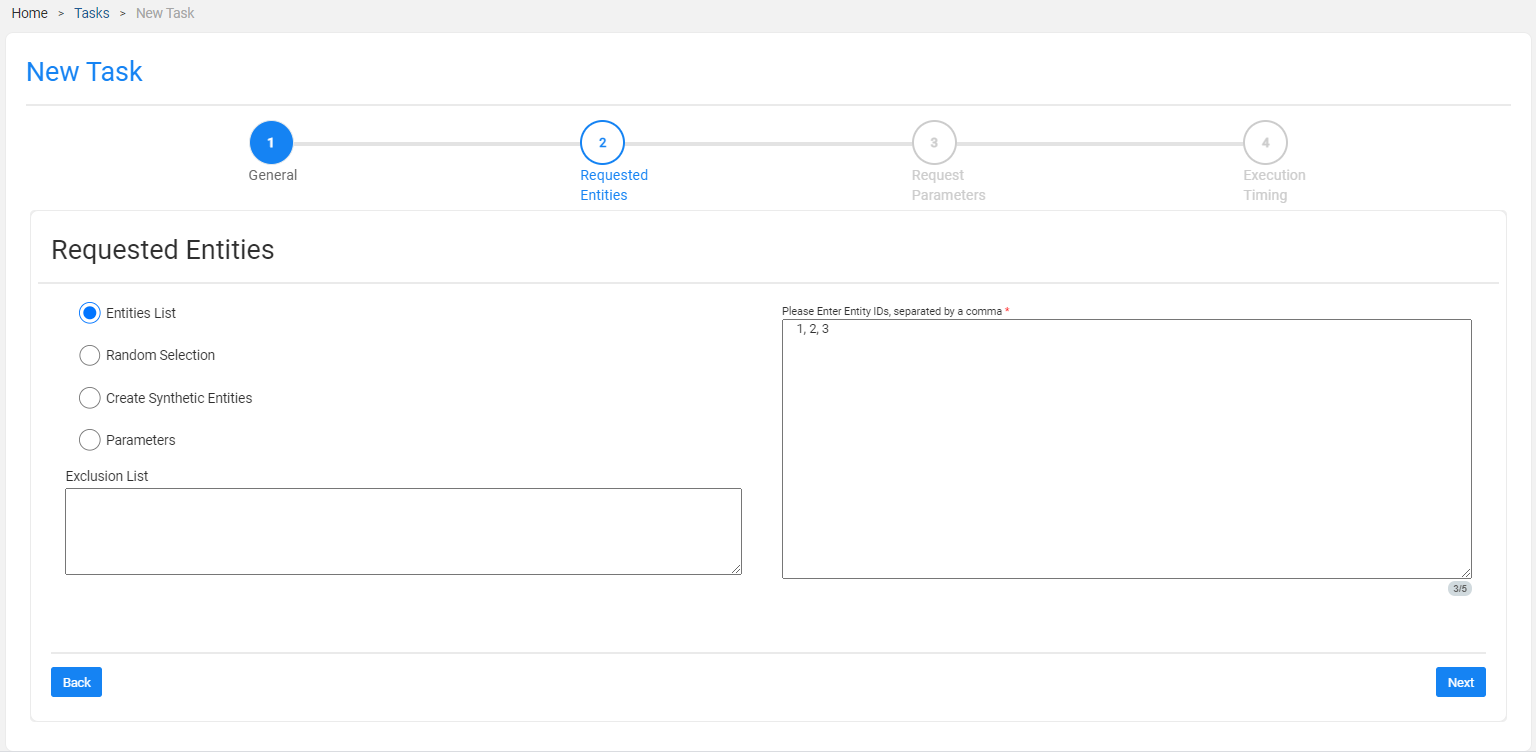 Home > Tasks > New Task
New Task
1 2 3 4
General
Requested
Entities
Request
Parameters
Execution
Timing
Requested Entities
Entities List
Random Selection
Create Synthetic Entities
Parameters
Exclusion List
Please Enter Entity IDs, separated by a comma *
1, 2, 3
3/5
Back
Next